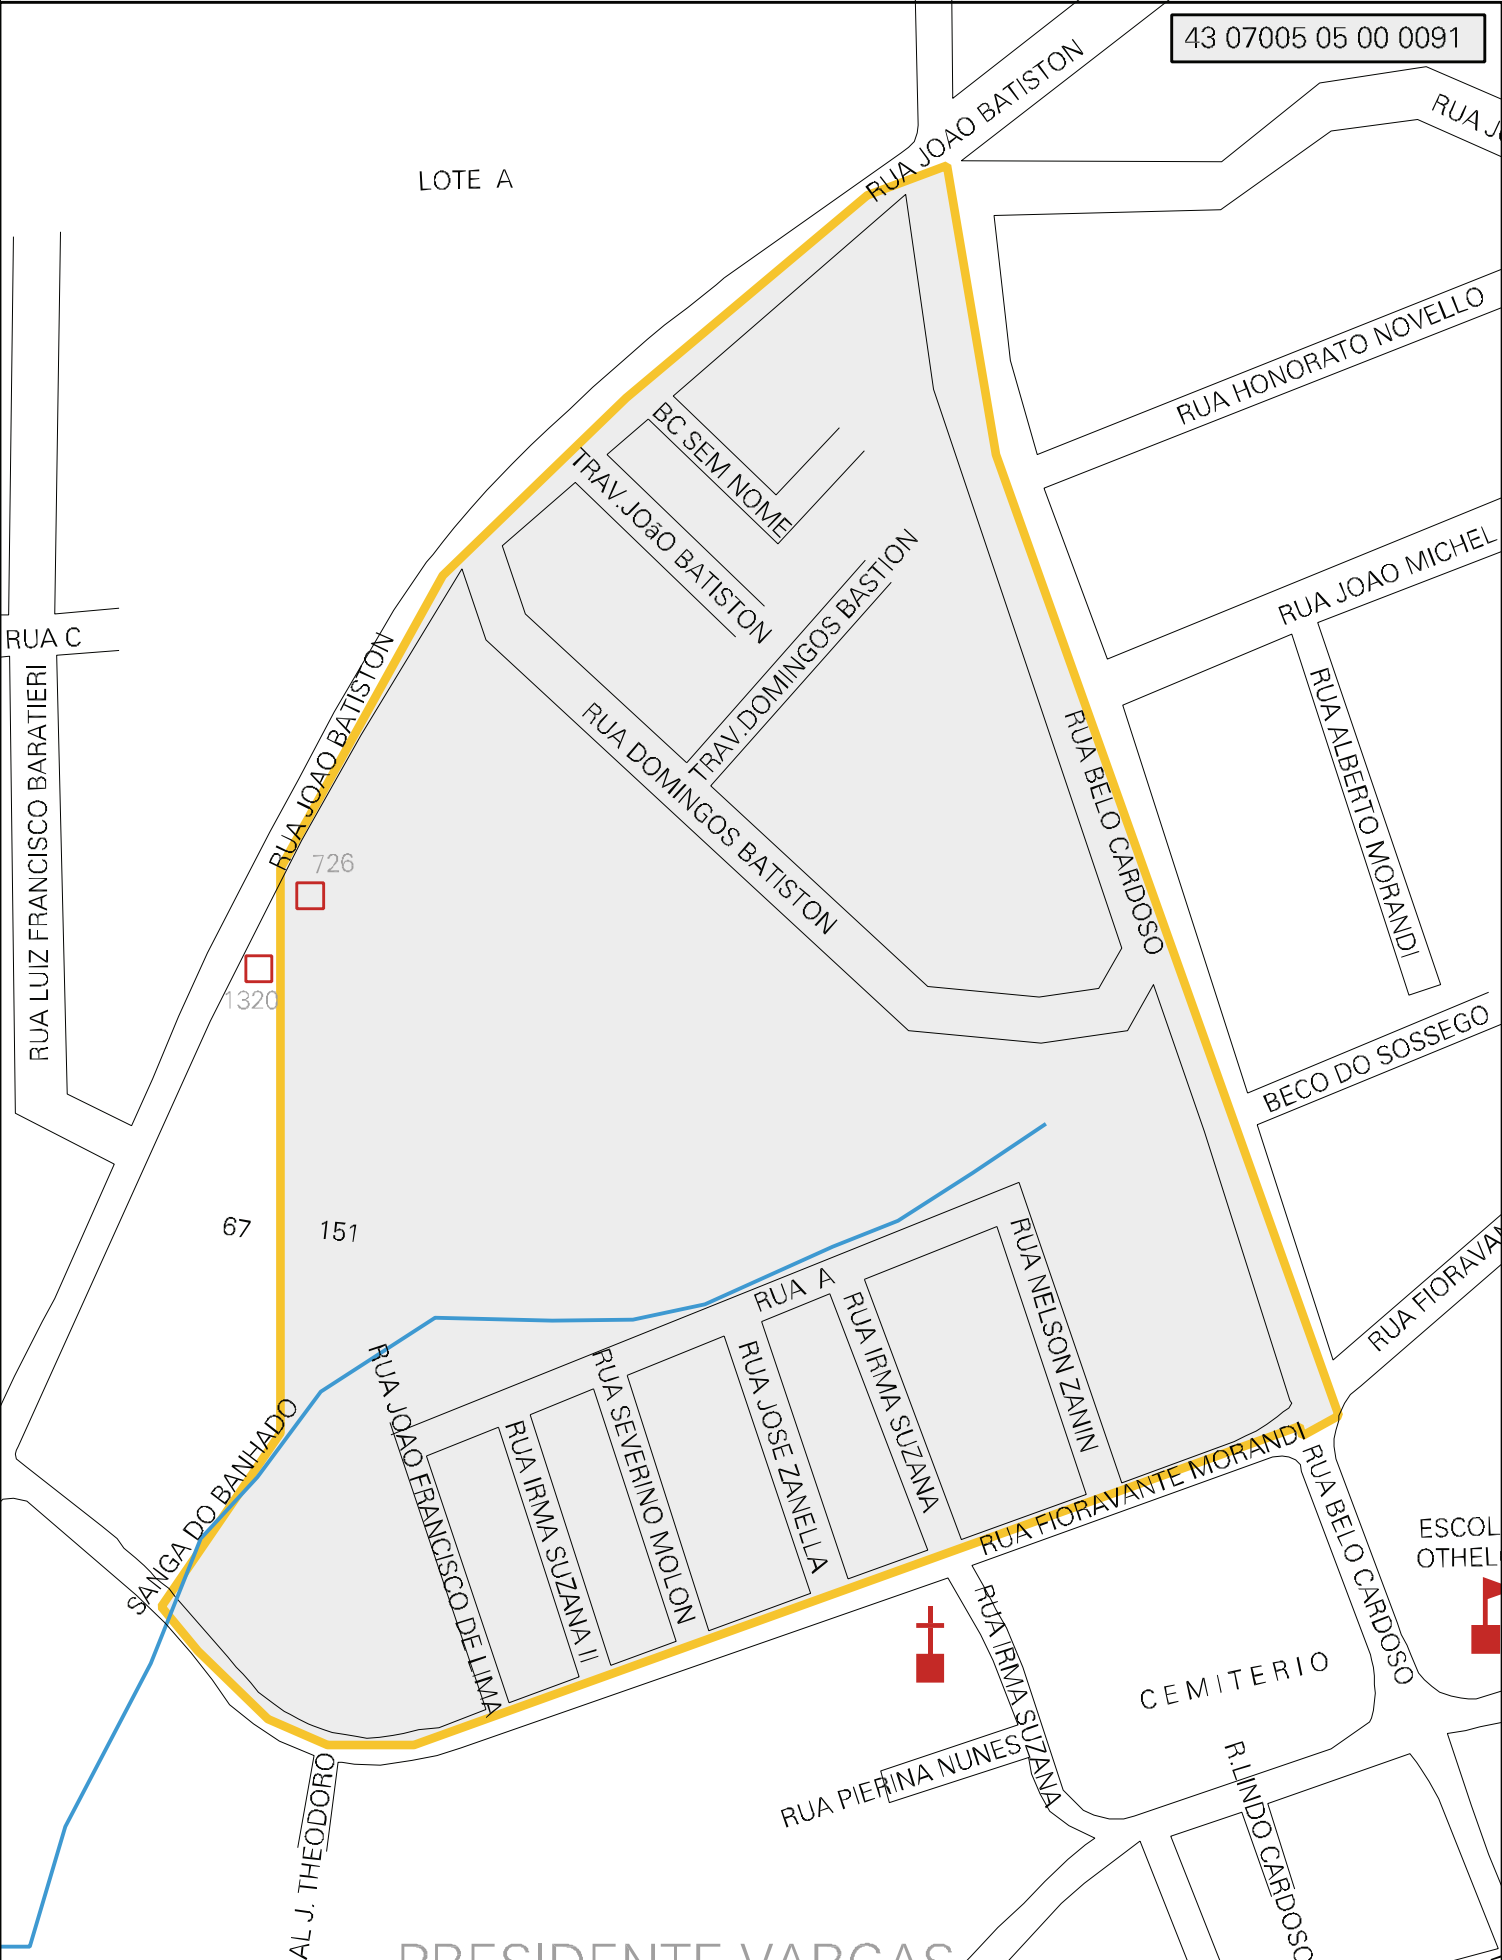 43 07005 05 00 0091
RUA JOAO BATISTON
LOTE A
RUA HONORATO NOVELLO
BC SEM NOME
TRAV.JOãO BATISTON
RUA JOAO MICHEL
TRAV.DOMINGOS BASTION
RUA C
RUA LUIZ FRANCISCO BARATIERI
RUA JOAO BATISTON
RUA DOMINGOS BATISTON
RUA BELO CARDOSO
RUA ALBERTO MORANDI
726
1320
BECO DO SOSSEGO
67
151
RUA A
RUA NELSON ZANIN
RUA FIORAVAN
RUA JOAO FRANCISCO DE LIMA
RUA IRMA SUZANA II
RUA SEVERINO MOLON
RUA JOSE ZANELLA
RUA IRMA SUZANA
SANGA DO BANHADO
RUA FIORAVANTE MORANDI
RUA BELO CARDOSO
ESCOL
OTHEL
RUA IRMA SUZANA
CEMITERIO
RUA PIERINA NUNES
R.LINDO CARDOSO
AL J. THEODORO
PRESIDENTE VARGAS